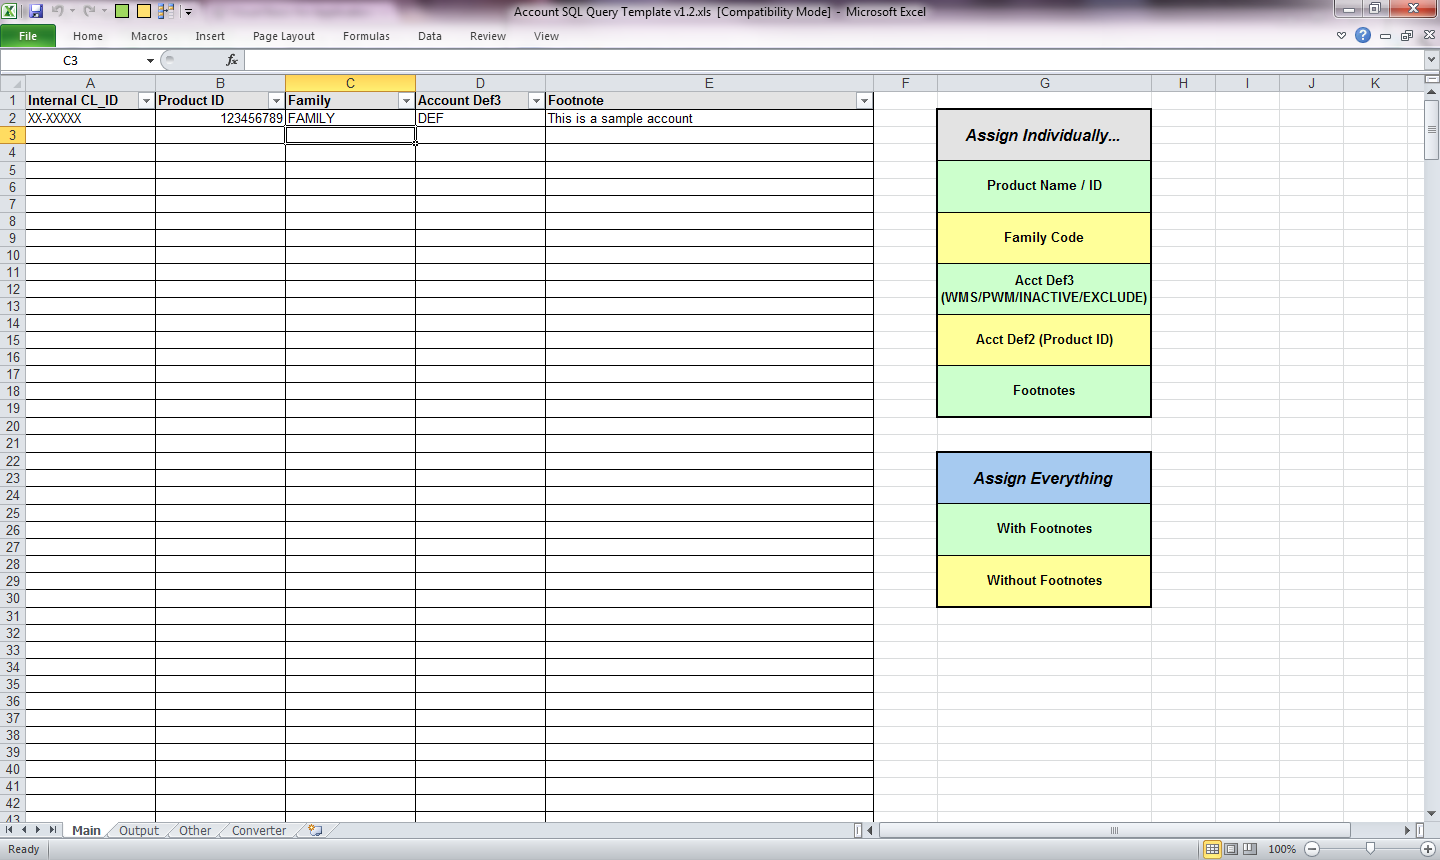 Account SQL Query Template v1.2.xls [Compatibility Mode] - Microsoft Excel
File Home Macros Insert Page Layout Formulas Data Review View
C3 fx
A B C D E F G H I J K
1 Internal CL_ID Product ID Family Account Def3 Footnote
2 XX-XXXXX 123456789 FAMILY DEF This is a sample account
3
Assign Individually...
4
5
Product Name / ID
6
7
8
9
Family Code
10
11
Acct Def3
12
(WMS/PWM/INACTIVE/EXCLUDE)
13
14
15
Acct Def2 (Product ID)
16
17
18
Footnotes
19
20
21
22
23
Assign Everything
24
25
26
With Footnotes
27
28
29
Without Footnotes
30
31
32
33
34
35
36
37
38
39
40
41
42
43
Main Output Other Converter
Ready 100%